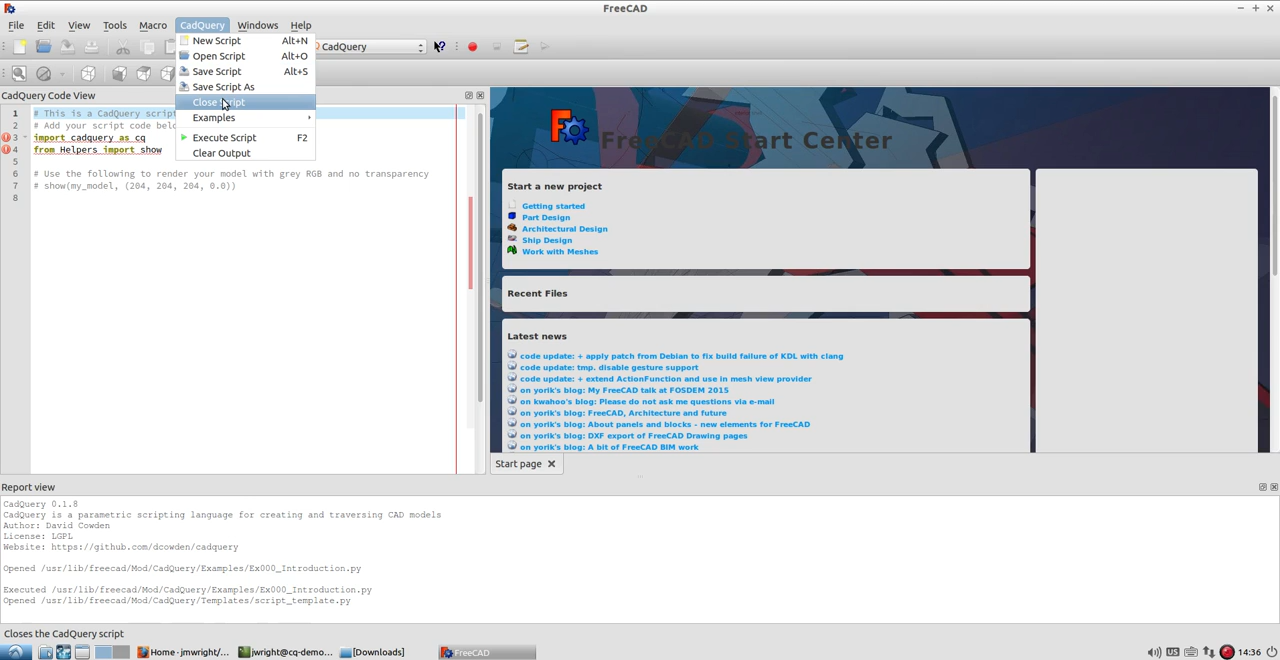 FreeCAD
File Edit View Tools Macro CadQuery Windows Help
New Script Alt+N
Open Script Alt+O
Save Script Alt+S
Save Script As
Close Script
Examples
Execute Script F2
Clear Output
CadQuery
CadQuery Code View
1 # This is a CadQuery script
2 # Add your script code belo
3 import cadquery as cq
4 from Helpers import show
5
6 # Use the following to render your model with grey RGB and no transparency
7 # show(my_model, (204, 204, 204, 0.0))
8
FreeCAD Start Center
Start a new project
Getting started
Part Design
Architectural Design
Ship Design
Work with Meshes
Recent Files
Latest news
code update: + apply patch from Debian to fix build failure of KDL with clang
code update: tmp. disable gesture support
code update: + extend ActionFunction and use in mesh view provider
on yorik's blog: My FreeCAD talk at FOSDEM 2015
on kwahoo's blog: Please do not ask me questions via e-mail
on yorik's blog: FreeCAD, Architecture and future
on yorik's blog: About panels and blocks - new elements for FreeCAD
on yorik's blog: DXF export of FreeCAD Drawing pages
on yorik's blog: A bit of FreeCAD BIM work
Start page
Report view
CadQuery 0.1.8
CadQuery is a parametric scripting language for creating and traversing CAD models
Author: David Cowden
License: LGPL
Website: https://github.com/dcowden/cadquery
Opened /usr/lib/freecad/Mod/CadQuery/Examples/Ex000_Introduction.py
Executed /usr/lib/freecad/Mod/CadQuery/Examples/Ex000_Introduction.py
Opened /usr/lib/freecad/Mod/CadQuery/Templates/script_template.py
Closes the CadQuery script
Home - jmwright/... jwright@cq-demo... [Downloads] FreeCAD US 14:36